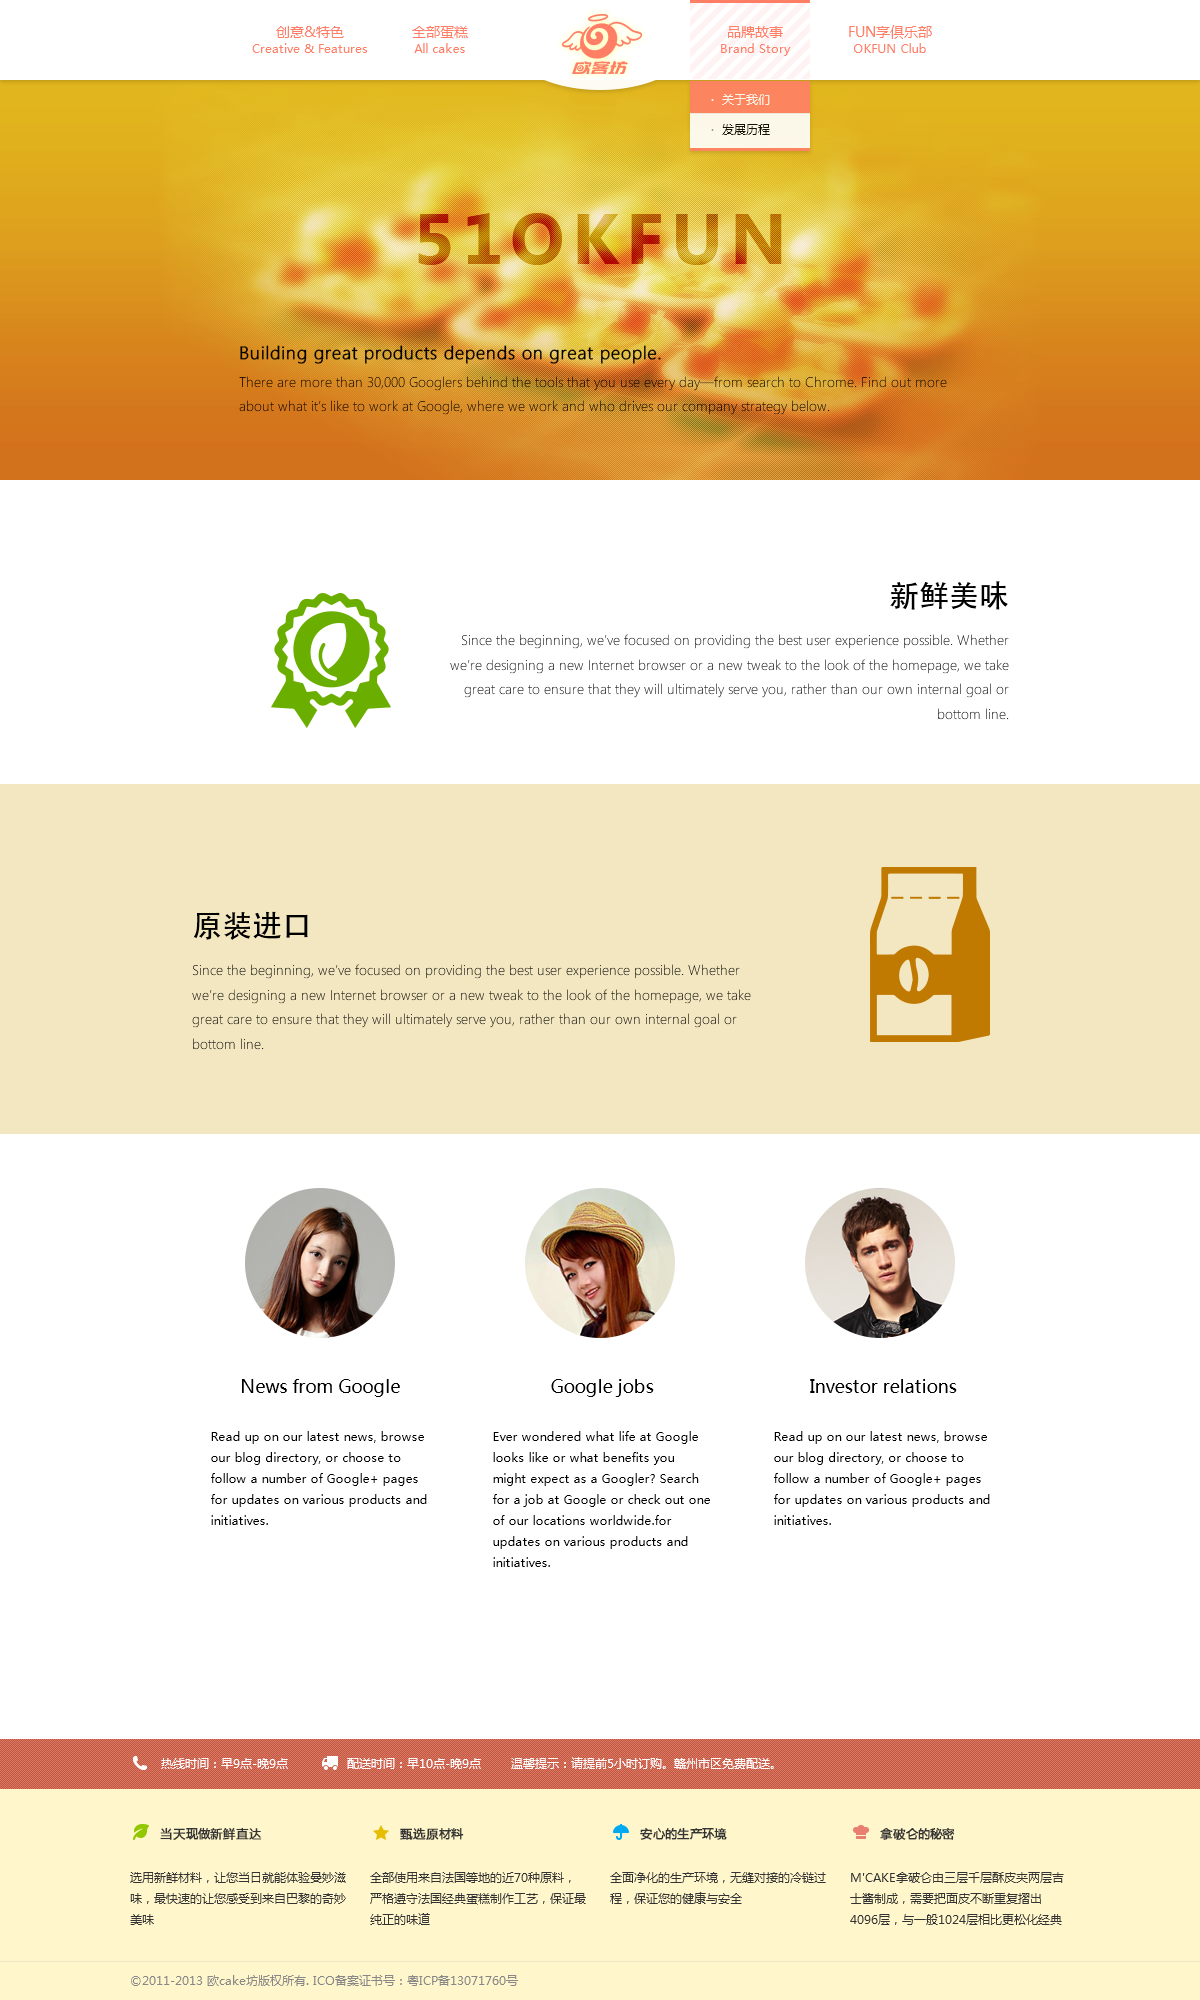 创意&特色
Creative & Features
全部蛋糕
All cakes
欧客坊
品牌故事
Brand Story
FUN享俱乐部
OKFUN Club
· 关于我们
· 发展历程
51OKFUN
Building great products depends on great people.
There are more than 30,000 Googlers behind the tools that you use every day—from search to Chrome. Find out more
about what it's like to work at Google, where we work and who drives our company strategy below.
新鲜美味
Since the beginning, we've focused on providing the best user experience possible. Whether
we're designing a new Internet browser or a new tweak to the look of the homepage, we take
great care to ensure that they will ultimately serve you, rather than our own internal goal or
bottom line.
原装进口
Since the beginning, we've focused on providing the best user experience possible. Whether
we're designing a new Internet browser or a new tweak to the look of the homepage, we take
great care to ensure that they will ultimately serve you, rather than our own internal goal or
bottom line.
News from Google
Read up on our latest news, browse
our blog directory, or choose to
follow a number of Google+ pages
for updates on various products and
initiatives.
Google jobs
Ever wondered what life at Google
looks like or what benefits you
might expect as a Googler? Search
for a job at Google or check out one
of our locations worldwide.for
updates on various products and
initiatives.
Investor relations
Read up on our latest news, browse
our blog directory, or choose to
follow a number of Google+ pages
for updates on various products and
initiatives.
热线时间：早9点-晚9点
配送时间：早10点-晚9点
温馨提示：请提前5小时订购。赣州市区免费配送。
当天现做新鲜直达
选用新鲜材料，让您当日就能体验曼妙滋
味，最快速的让您感受到来自巴黎的奇妙
美味
甄选原材料
全部使用来自法国等地的近70种原料，
严格遵守法国经典蛋糕制作工艺，保证最
纯正的味道
安心的生产环境
全面净化的生产环境，无缝对接的冷链过
程，保证您的健康与安全
拿破仑的秘密
M'CAKE拿破仑由三层千层酥皮夹两层吉
士酱制成，需要把面皮不断重复摺出
4096层，与一般1024层相比更松化经典
©2011-2013 欧cake坊版权所有. ICO备案证书号：粤ICP备13071760号